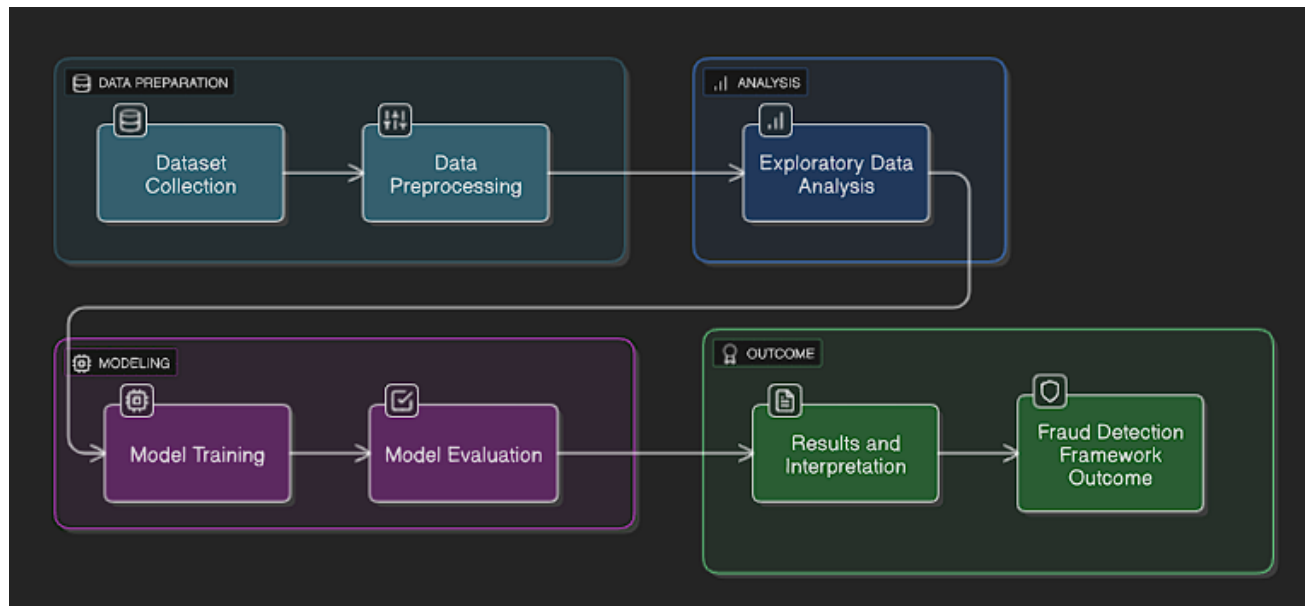 DATA PREPARATION
Dataset
Collection
Data
Preprocessing
ANALYSIS
Exploratory Data
Analysis
MODELING
Model Training
Model Evaluation
OUTCOME
Results and
Interpretation
Fraud Detection
Framework
Outcome